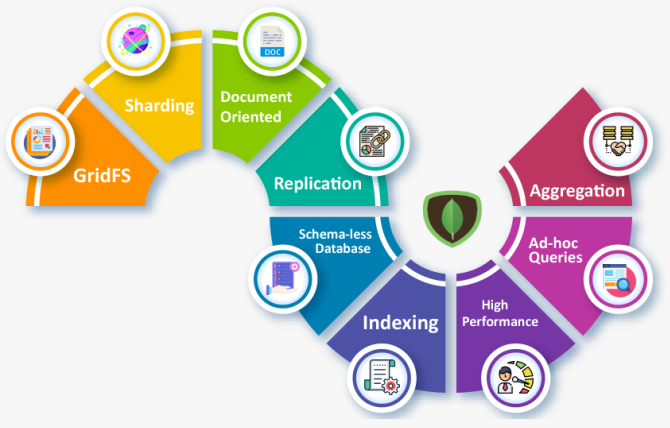 GridFS
Sharding
Document
Oriented
DOC
Replication
Schema-less
Database
Indexing
High
Performance
Ad-hoc
Queries
Aggregation